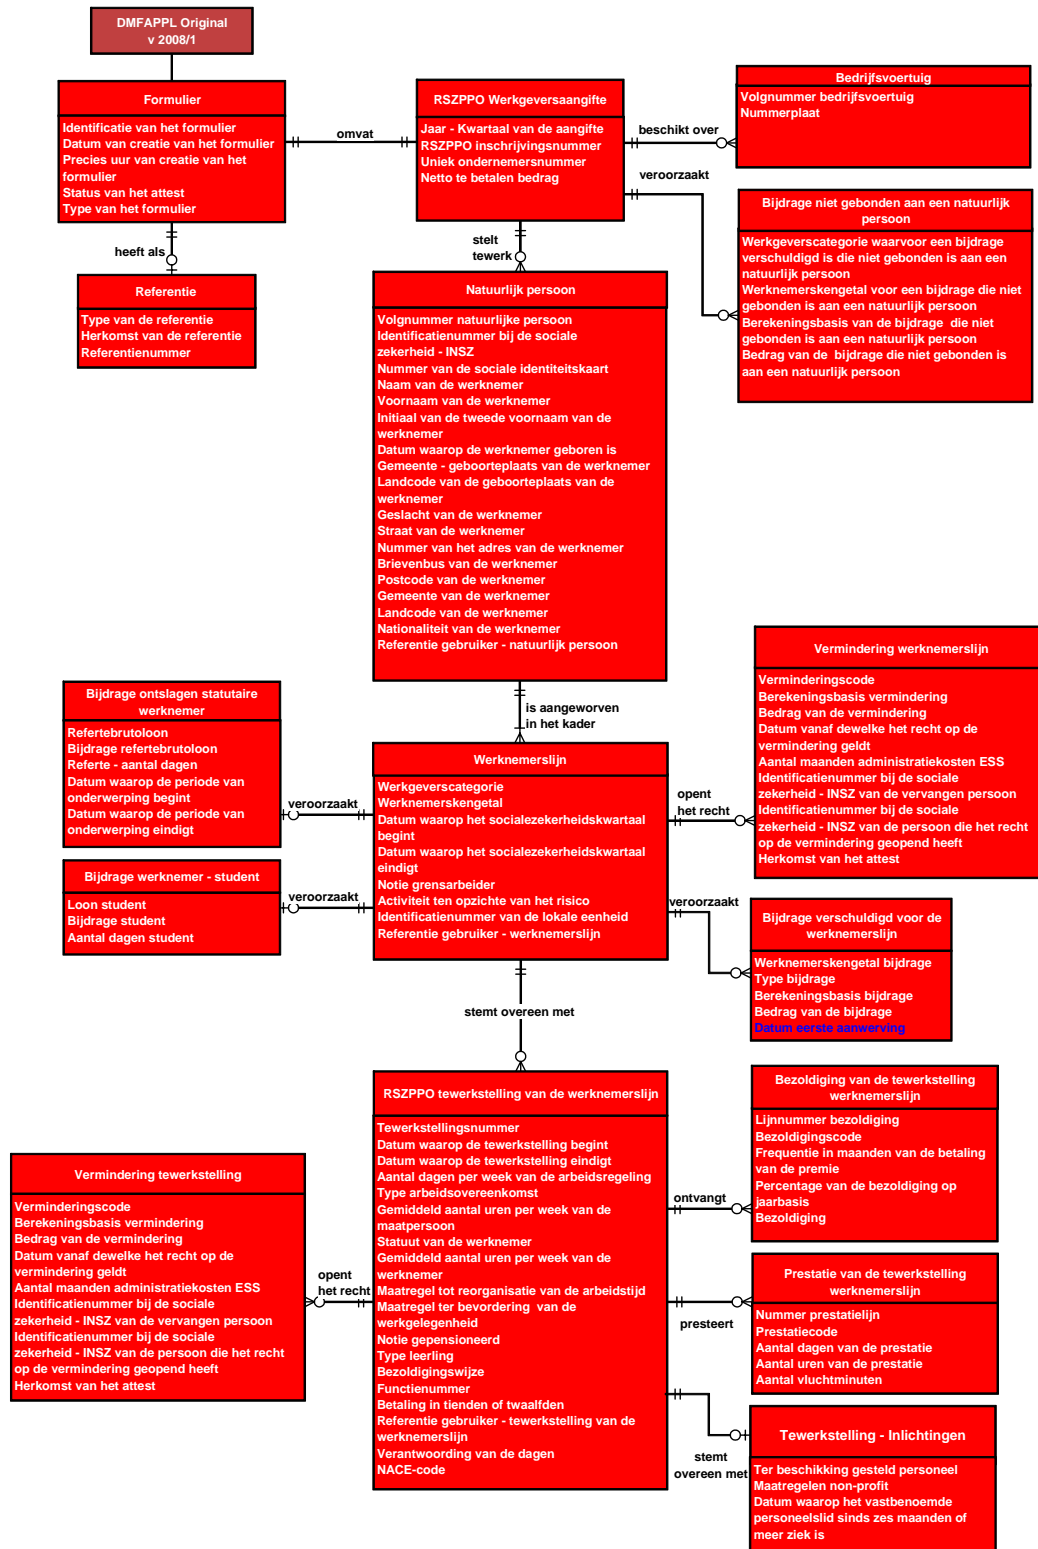 DMFAPPL Original
v 2008/1
Formulier
Identificatie van het formulier
Datum van creatie van het formulier
Precies uur van creatie van het
formulier
Status van het attest
Type van het formulier
omvat
RSZPPO Werkgeversaangifte
Jaar - Kwartaal van de aangifte
RSZPPO inschrijvingsnummer
Uniek ondernemersnummer
Netto te betalen bedrag
beschikt over
Bedrijfsvoertuig
Volgnummer bedrijfsvoertuig
Nummerplaat
veroorzaakt
Bijdrage niet gebonden aan een natuurlijk
persoon
Werkgeverscategorie waarvoor een bijdrage
verschuldigd is die niet gebonden is aan een
natuurlijk persoon
Werknemerskengetal voor een bijdrage die niet
gebonden is aan een natuurlijk persoon
Berekeningsbasis van de bijdrage  die niet
gebonden is aan een natuurlijk persoon
Bedrag van de  bijdrage die niet gebonden is
aan een natuurlijk persoon
heeft als
Referentie
Type van de referentie
Herkomst van de referentie
Referentienummer
stelt
tewerk
Natuurlijk persoon
Volgnummer natuurlijke persoon
Identificatienummer bij de sociale
zekerheid - INSZ
Nummer van de sociale identiteitskaart
Naam van de werknemer
Voornaam van de werknemer
Initiaal van de tweede voornaam van de
werknemer
Datum waarop de werknemer geboren is
Gemeente - geboorteplaats van de werknemer
Landcode van de geboorteplaats van de
werknemer
Geslacht van de werknemer
Straat van de werknemer
Nummer van het adres van de werknemer
Brievenbus van de werknemer
Postcode van de werknemer
Gemeente van de werknemer
Landcode van de werknemer
Nationaliteit van de werknemer
Referentie gebruiker - natuurlijk persoon
is aangeworven
in het kader
Bijdrage ontslagen statutaire
werknemer
Refertebrutoloon
Bijdrage refertebrutoloon
Referte - aantal dagen
Datum waarop de periode van
onderwerping begint
Datum waarop de periode van
onderwerping eindigt
veroorzaakt
Bijdrage werknemer - student
Loon student
Bijdrage student
Aantal dagen student
veroorzaakt
Werknemerslijn
Werkgeverscategorie
Werknemerskengetal
Datum waarop het socialezekerheidskwartaal
begint
Datum waarop het socialezekerheidskwartaal
eindigt
Notie grensarbeider
Activiteit ten opzichte van het risico
Identificatienummer van de lokale eenheid
Referentie gebruiker - werknemerslijn
opent
het recht
Vermindering werknemerslijn
Verminderingscode
Berekeningsbasis vermindering
Bedrag van de vermindering
Datum vanaf dewelke het recht op de
vermindering geldt
Aantal maanden administratiekosten ESS
Identificatienummer bij de sociale
zekerheid - INSZ van de vervangen persoon
Identificatienummer bij de sociale
zekerheid - INSZ van de persoon die het recht
op de vermindering geopend heeft
Herkomst van het attest
veroorzaakt
Bijdrage verschuldigd voor de
werknemerslijn
Werknemerskengetal bijdrage
Type bijdrage
Berekeningsbasis bijdrage
Bedrag van de bijdrage
Datum eerste aanwerving
stemt overeen met
RSZPPO tewerkstelling van de werknemerslijn
Tewerkstellingsnummer
Datum waarop de tewerkstelling begint
Datum waarop de tewerkstelling eindigt
Aantal dagen per week van de arbeidsregeling
Type arbeidsovereenkomst
Gemiddeld aantal uren per week van de
maatpersoon
Statuut van de werknemer
Gemiddeld aantal uren per week van de
werknemer
Maatregel tot reorganisatie van de arbeidstijd
Maatregel ter bevordering  van de
werkgelegenheid
Notie gepensioneerd
Type leerling
Bezoldigingswijze
Functienummer
Betaling in tienden of twaalfden
Referentie gebruiker - tewerkstelling van de
werknemerslijn
Verantwoording van de dagen
NACE-code
Vermindering tewerkstelling
Verminderingscode
Berekeningsbasis vermindering
Bedrag van de vermindering
Datum vanaf dewelke het recht op de
vermindering geldt
Aantal maanden administratiekosten ESS
Identificatienummer bij de sociale
zekerheid - INSZ van de vervangen persoon
Identificatienummer bij de sociale
zekerheid - INSZ van de persoon die het recht
op de vermindering geopend heeft
Herkomst van het attest
opent
het recht
ontvangt
Bezoldiging van de tewerkstelling
werknemerslijn
Lijnnummer bezoldiging
Bezoldigingscode
Frequentie in maanden van de betaling
van de premie
Percentage van de bezoldiging op
jaarbasis
Bezoldiging
presteert
Prestatie van de tewerkstelling
werknemerslijn
Nummer prestatielijn
Prestatiecode
Aantal dagen van de prestatie
Aantal uren van de prestatie
Aantal vluchtminuten
stemt
overeen met
Tewerkstelling - Inlichtingen
Ter beschikking gesteld personeel
Maatregelen non-profit
Datum waarop het vastbenoemde
personeelslid sinds zes maanden of
meer ziek is